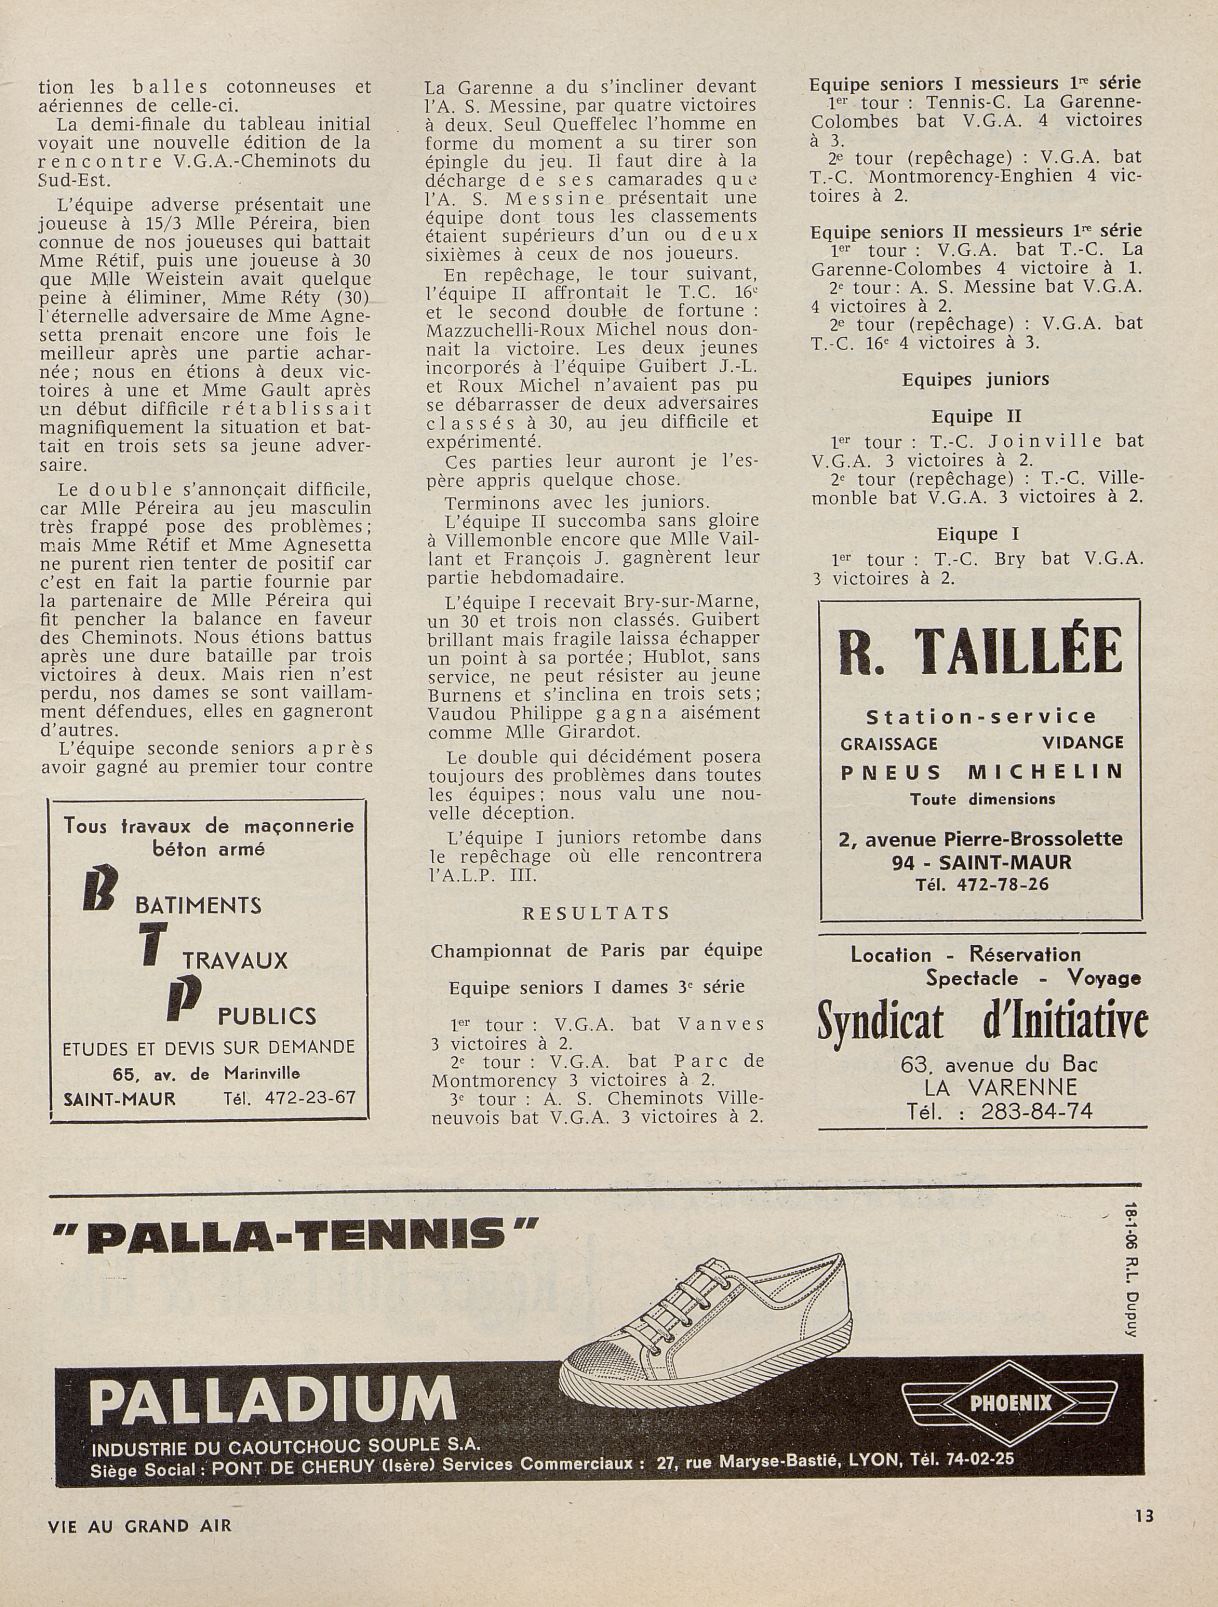 tion les balles cotonneuses et
aériennes de celle-ci.
La demi-finale du tableau initial
voyait une nouvelle édition de la
rencontre V.G.A.-Cheminots du
Sud-Est.
L'équipe adverse présentait une
joueuse à 15/3 Mlle Péreira, bien
connue de nos joueuses qui battait
Mme Rétif, puis une joueuse à 30
que Mlle Weistein avait quelque
peine à éliminer, Mme Réty (30)
l'éternelle adversaire de Mme Agne-
setta prenait encore une fois le
meilleur après une partie achar-
née; nous en étions à deux vic-
toires à une et Mme Gault après
un début difficile rétablissait
magnifiquement la situation et bat-
tait en trois sets sa jeune adver-
saire.
Le double s'annonçait difficile,
car Mlle Péreira au jeu masculin
très frappé pose des problèmes;
mais Mme Rétif et Mme Agnesetta
ne purent rien tenter de positif car
c'est en fait la partie fournie par
la partenaire de Mlle Péreira qui
fit pencher la balance en faveur
des Cheminots. Nous étions battus
après une dure bataille par trois
victoires à deux. Mais rien n'est
perdu, nos dames se sont vaillam-
ment défendues, elles en gagneront
d'autres.
L'équipe seconde seniors après
avoir gagné au premier tour contre
Tous travaux de maçonnerie
béton armé
B BATIMENTS
T TRAVAUX
P PUBLICS
ETUDES ET DEVIS SUR DEMANDE
65, av. de Marinville
SAINT-MAUR Tél. 472-23-67
La Garenne a du s'incliner devant
l'A. S. Messine, par quatre victoires
à deux. Seul Queffelec l'homme en
forme du moment a su tirer son
épingle du jeu. Il faut dire à la
décharge de ses camarades que
l'A. S. Messine présentait une
équipe dont tous les classements
étaient supérieurs d'un ou deux
sixièmes à ceux de nos joueurs.
En repêchage, le tour suivant,
l'équipe II affrontait le T.C. 16e
et le second double de fortune :
Mazzuchelli-Roux Michel nous don-
nait la victoire. Les deux jeunes
incorporés à l'équipe Guibert J.-L.
et Roux Michel n'avaient pas pu
se débarrasser de deux adversaires
classés à 30, au jeu difficile et
expérimenté.
Ces parties leur auront je l'es-
père appris quelque chose.
Terminons avec les juniors.
L'équipe II succomba sans gloire
à Villemonble encore que Mlle Vail-
lant et François J. gagnèrent leur
partie hebdomadaire.
L'équipe I recevait Bry-sur-Marne,
un 30 et trois non classés. Guibert
brillant mais fragile laissa échapper
un point à sa portée; Hublot, sans
service, ne peut résister au jeune
Burnens et s'inclina en trois sets;
Vaudou Philippe gagna aisément
comme Mlle Girardot.
Le double qui décidément posera
toujours des problèmes dans toutes
les équipes; nous valu une nou-
velle déception.
L'équipe I juniors retombe dans
le repêchage où elle rencontrera
l'A.L.P. III.
RESULTATS
Championnat de Paris par équipe
Equipe seniors I dames 3e série
1er tour : V.G.A. bat Vanves
3 victoires à 2.
2e tour : V.G.A. bat Parc de
Montmorency 3 victoires à 2.
3e tour : A. S. Cheminots Ville-
neuvois bat V.G.A. 3 victoires à 2.
Equipe seniors I messieurs 1re série
1er tour : Tennis-C. La Garenne-
Colombes bat V.G.A. 4 victoires
à 3.
2e tour (repêchage) : V.G.A. bat
T.-C. Montmorency-Enghien 4 vic-
toires à 2.
Equipe seniors II messieurs 1re série
1er tour : V.G.A. bat T.-C. La
Garenne-Colombes 4 victoire à 1.
2e tour : A. S. Messine bat V.G.A.
4 victoires à 2.
2e tour (repêchage) : V.G.A. bat
T.-C. 16e 4 victoires à 3.
Equipes juniors
Equipe II
1er tour : T.-C. Joinville bat
V.G.A. 3 victoires à 2.
2e tour (repêchage) : T.-C. Ville-
monble bat V.G.A. 3 victoires à 2.
Eiqupe I
1er tour : T.-C. Bry bat V.G.A.
3 victoires à 2.
R. TAILLÉE
Station-service
GRAISSAGE VIDANGE
PNEUS MICHELIN
Toute dimensions
2, avenue Pierre-Brossolette
94 - SAINT-MAUR
Tél. 472-78-26
Location - Réservation
Spectacle - Voyage
Syndicat d'Initiative
63, avenue du Bac
LA VARENNE
Tél. : 283-84-74
"PALLA-TENNIS"
18-1-06 R.L. Dupuy
PALLADIUM
PHOENIX
INDUSTRIE DU CAOUTCHOUC SOUPLE S.A.
Siège Social : PONT DE CHERUY (Isère) Services Commerciaux : 27, rue Maryse-Bastié, LYON, Tél. 74-02-25
VIE AU GRAND AIR
13